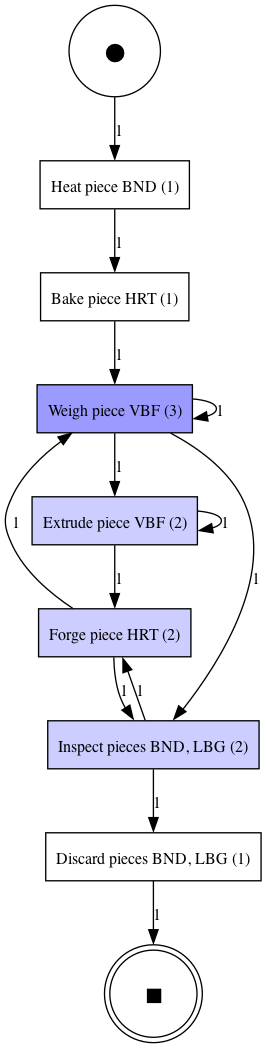 1
Heat piece BND (1)
1
Bake piece HRT (1)
1
Weigh piece VBF (3)
1
1
Extrude piece VBF (2)
1
1
1
1
Forge piece HRT (2)
1
1
Inspect pieces BND, LBG (2)
1
Discard pieces BND, LBG (1)
1